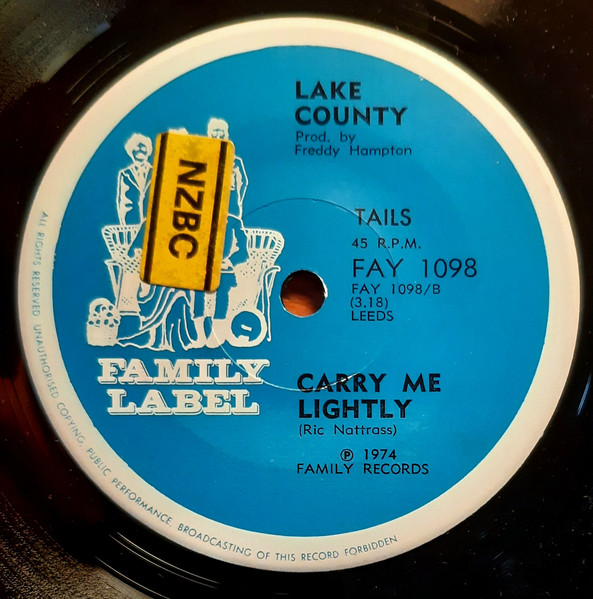 LAKE
COUNTY
Prod. by
Freddy Hampton
NZBC
TAILS
45 R.P.M.
FAY 1098
FAY 1098/B
(3.18)
LEEDS
FAMILY
LABEL
CARRY ME
LIGHTLY
(Ric Nattrass)
℗ 1974
FAMILY RECORDS
ALL RIGHTS RESERVED UNAUTHORISED COPYING, PUBLIC PERFORMANCE, BROADCASTING OF THIS RECORD FORBIDDEN